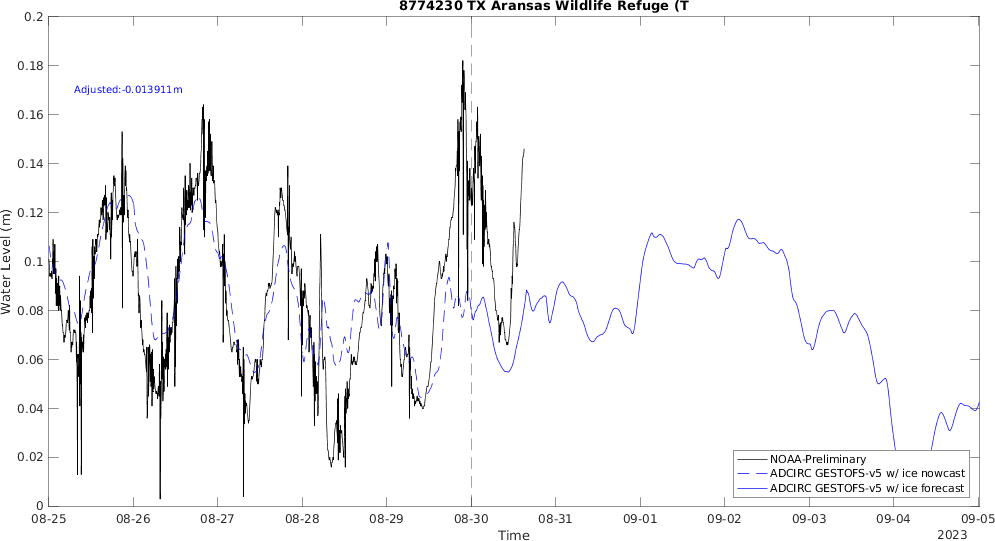 8774230 TX Aransas Wildlife Refuge (T
Adjusted:-0.013911m
Water Level (m)
0.2
0.18
0.16
0.14
0.12
0.1
0.08
0.06
0.04
0.02
0
NOAA-Preliminary
ADCIRC GESTOFS-v5 w/ ice nowcast
ADCIRC GESTOFS-v5 w/ ice forecast
08-25 08-26 08-27 08-28 08-29 08-30 08-31 09-01 09-02 09-03 09-04 09-05
Time
2023